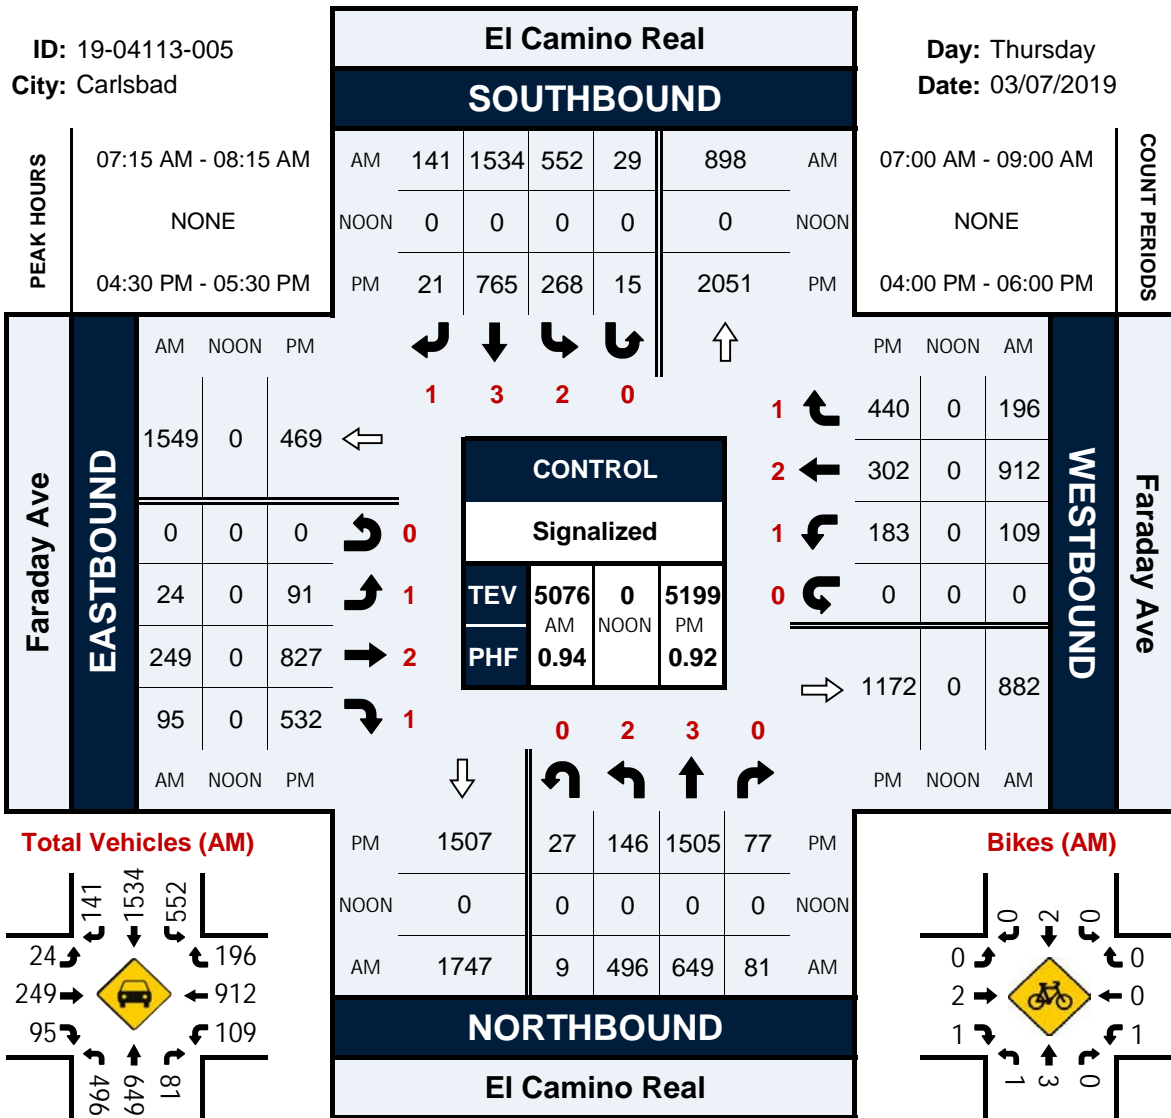 El Camino Real
ID: 19-04113-005
Day: Thursday
City: Carlsbad
Date: 03/07/2019
SOUTHBOUND
PEAK HOURS
07:15 AM - 08:15 AM
NONE
04:30 PM - 05:30 PM
AM 141 1534 552 29 898 AM
NOON 0 0 0 0 0 NOON
PM 21 765 268 15 2051 PM
07:00 AM - 09:00 AM
NONE
04:00 PM - 06:00 PM
COUNT PERIODS
1 3 2 0
Faraday Ave
EASTBOUND
AM NOON PM
1549 0 469
0 0 0 0
24 0 91 1
249 0 827 2
95 0 532 1
AM NOON PM
CONTROL
Signalized
TEV 5076 0 5199
AM NOON PM
PHF 0.94 0.92
PM NOON AM
1 440 0 196
2 302 0 912
1 183 0 109
0 0 0 0
1172 0 882
PM NOON AM
WESTBOUND
Faraday Ave
0 2 3 0
PM 1507 27 146 1505 77 PM
NOON 0 0 0 0 0 NOON
AM 1747 9 496 649 81 AM
NORTHBOUND
El Camino Real
Total Vehicles (AM)
141 1534 552
24 196
249 912
95 109
496 649 81
Bikes (AM)
0 2 0
0 0
2 0
1 1
1 3 0